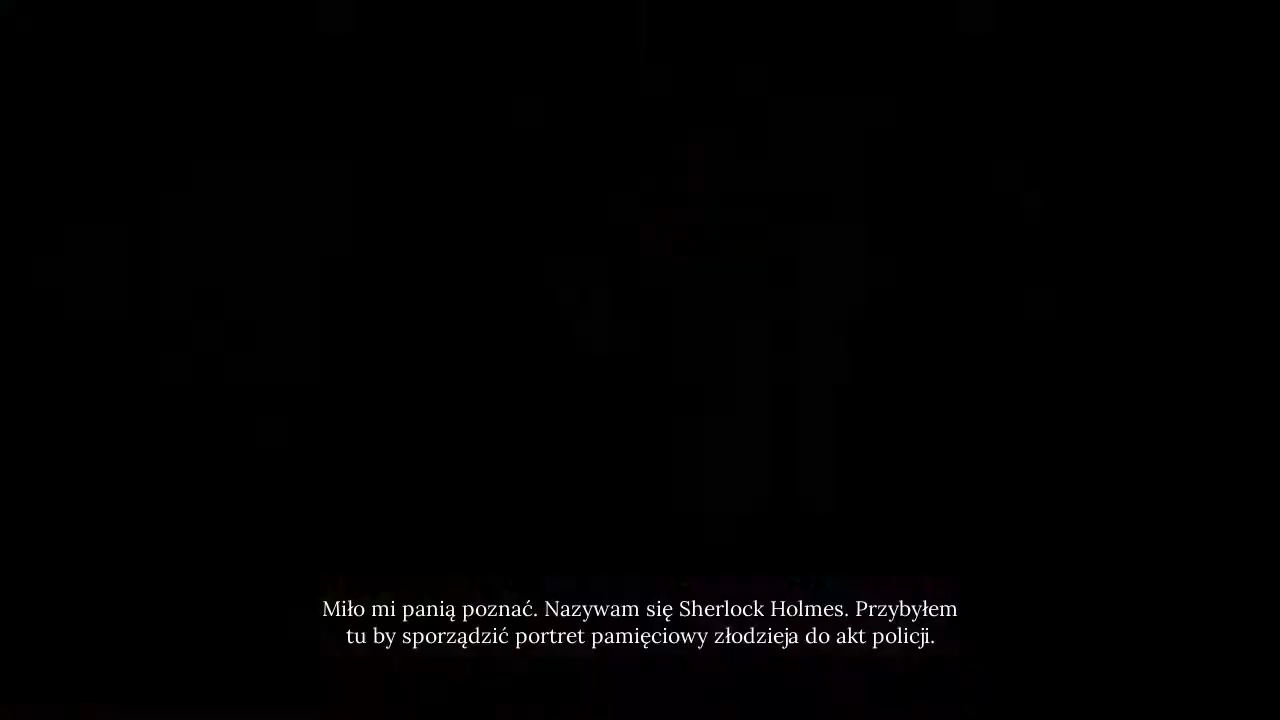 Miło mi panią poznać. Nazywam się Sherlock Holmes. Przybyłem
tu by sporządzić portret pamięciowy złodzieja do akt policji.